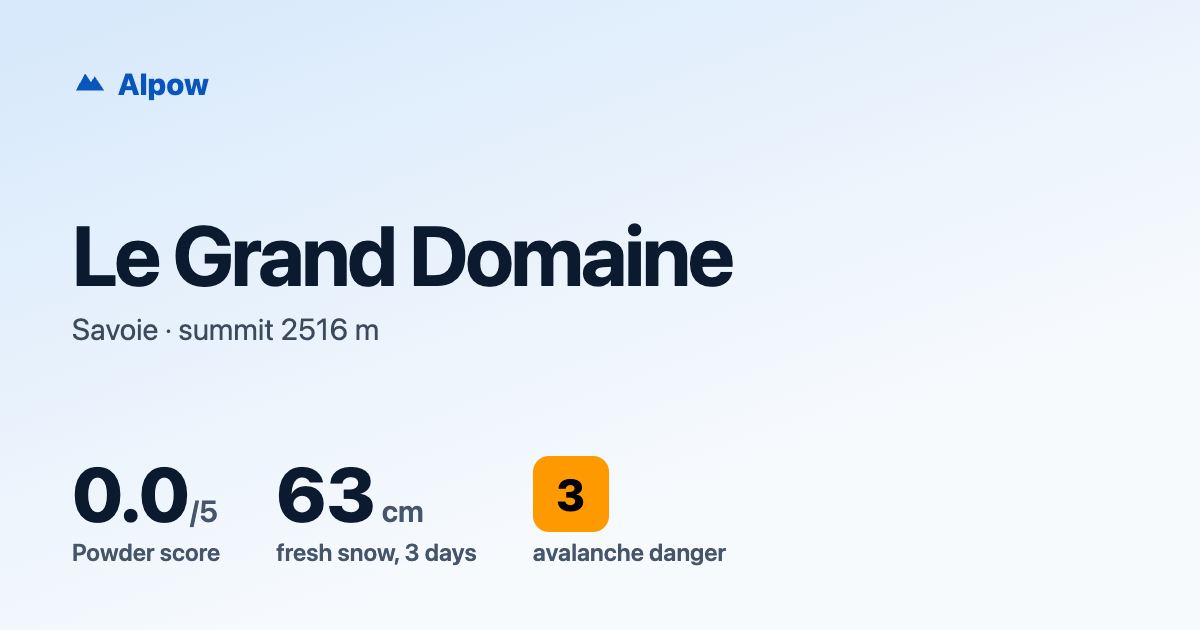 Alpow
Le Grand Domaine
Savoie · summit 2516 m
0.0/5
Powder score
63 cm
fresh snow, 3 days
3
avalanche danger